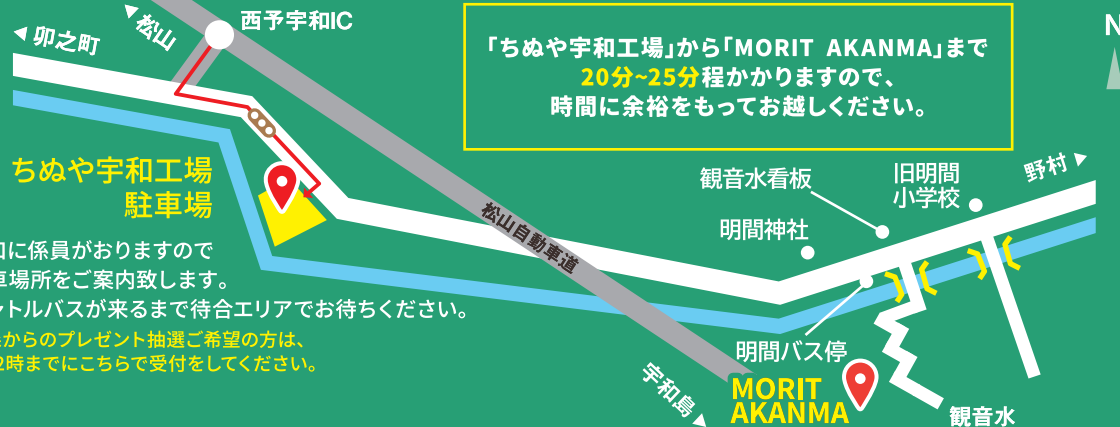 卯之町
松山
西予宇和IC
「ちぬや宇和工場」から「MORIT AKANMA」まで
20分~25分程かかりますので、
時間に余裕をもってお越しください。
N
ちぬや宇和工場
駐車場
に係員がおりますので
場所をご案内致します。
トルバスが来るまで待合エリアでお待ちください。
からのプレゼント抽選ご希望の方は、
2時までにこちらで受付をしてください。
松山自動車道
観音水看板
旧明間
小学校
野村
明間神社
明間バス停
宇和島
MORIT
AKANMA
観音水